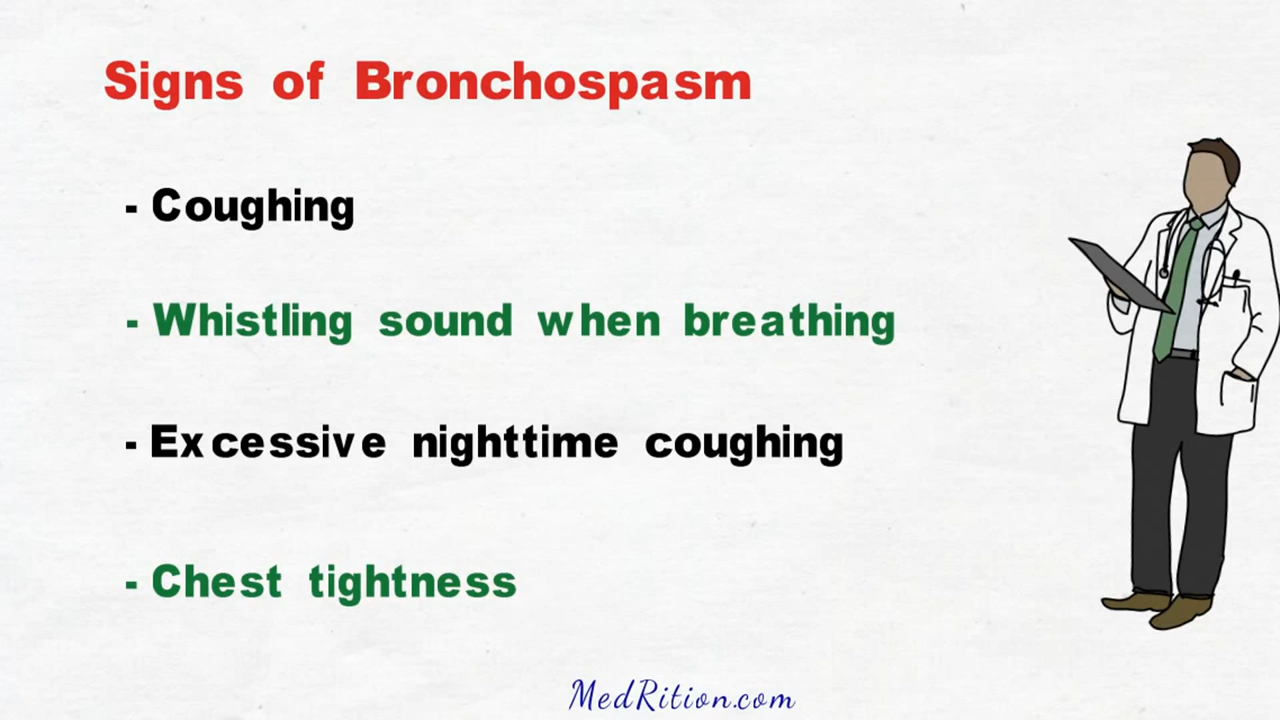 Signs of Bronchospasm
- Coughing
- Whistling sound when breathing
- Excessive nighttime coughing
- Chest tightness
MedRition.com